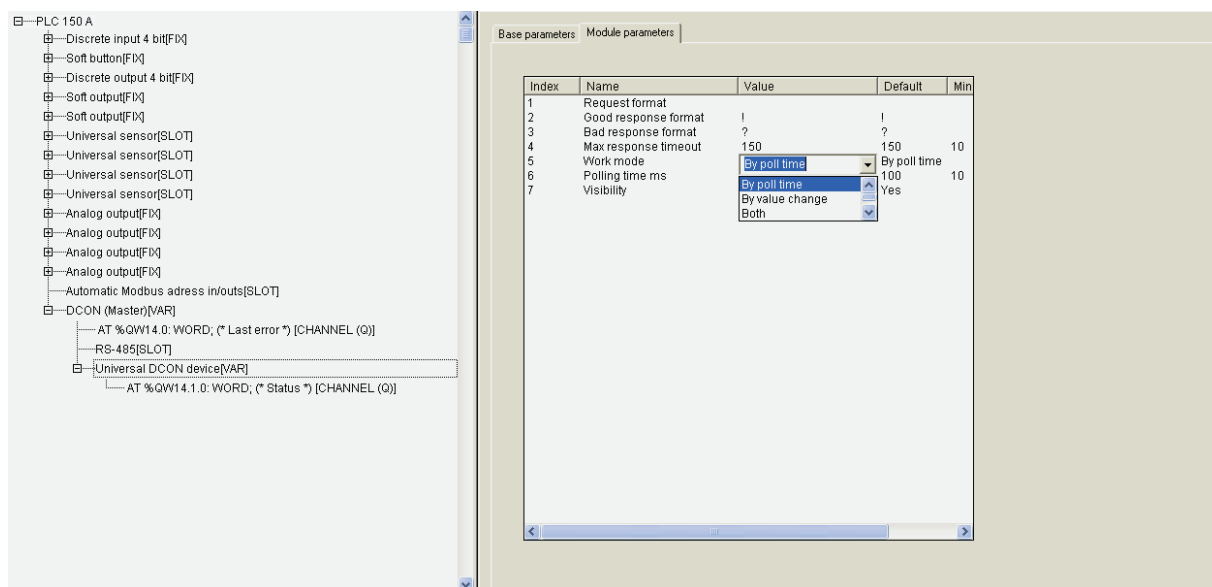 PLC 150 A
Discrete input 4 bit[FIX]
Soft button[FIX]
Discrete output 4 bit[FIX]
Soft output[FIX]
Soft output[FIX]
Universal sensor[SLOT]
Universal sensor[SLOT]
Universal sensor[SLOT]
Universal sensor[SLOT]
Analog output[FIX]
Analog output[FIX]
Analog output[FIX]
Analog output[FIX]
Automatic Modbus adress in/outs[SLOT]
DCON (Master)[VAR]
AT %QW14.0: WORD; (* Last error *) [CHANNEL (Q)]
RS-485[SLOT]
Universal DCON device[VAR]
AT %QW14.1.0: WORD; (* Status *) [CHANNEL (Q)]
Base parameters Module parameters
Index Name Value Default Min
1 Request format
2 Good response format ! !
3 Bad response format ? ?
4 Max response timeout 150 150 10
5 Work mode By poll time By poll time
6 Polling time ms 100 10
7 Visibility Yes
By poll time
By value change
Both